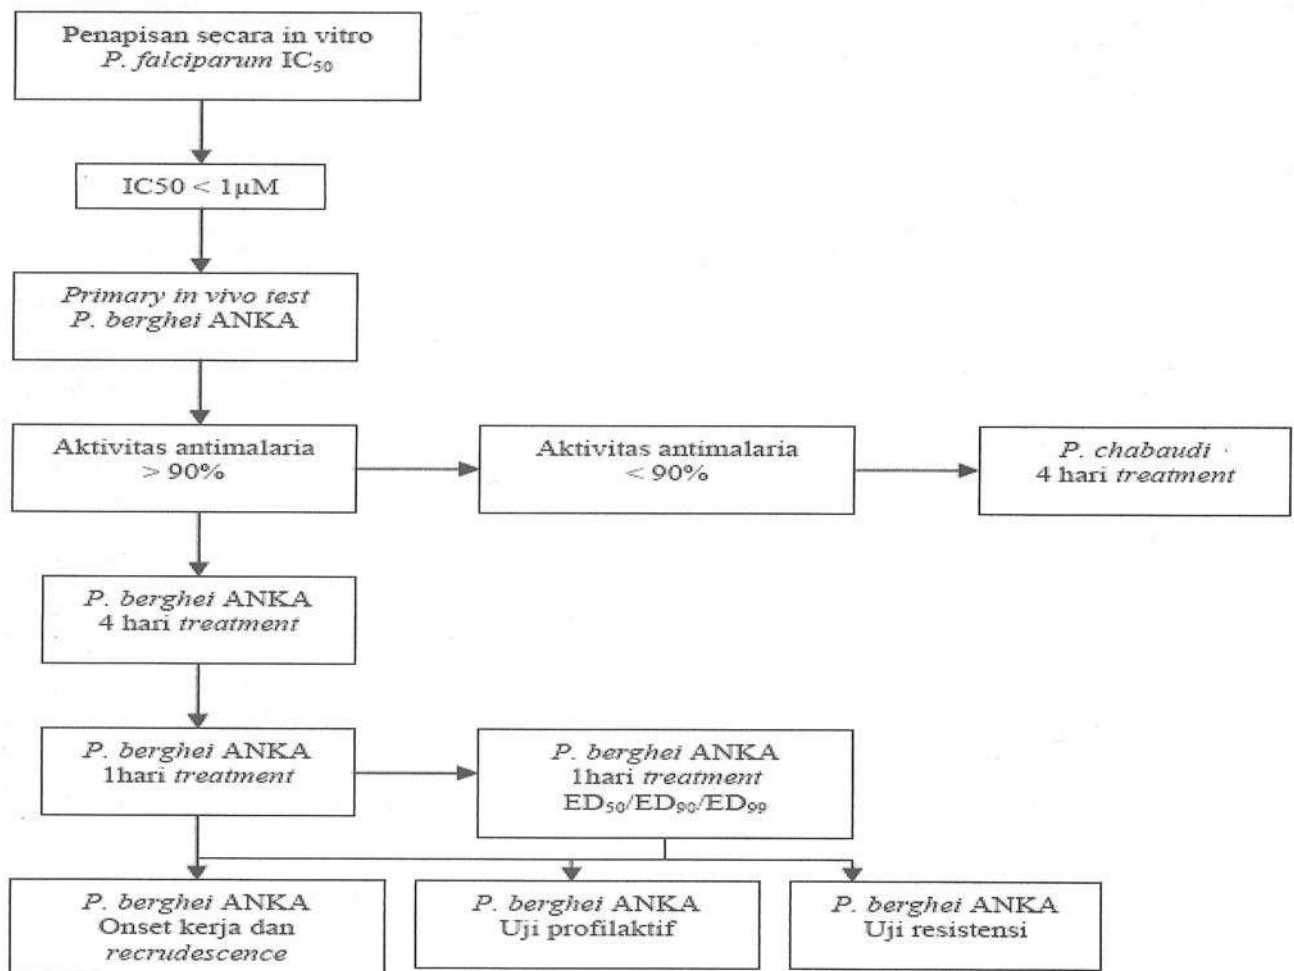 Penapisan secara in vitro
P. falciparum IC50
IC50 < 1μM
Primary in vivo test
P. berghei ANKA
Aktivitas antimalaria
> 90%
Aktivitas antimalaria
< 90%
P. chabaudi
4 hari treatment
P. berghei ANKA
4 hari treatment
P. berghei ANKA
1hari treatment
P. berghei ANKA
1hari treatment
ED50/ED90/ED99
P. berghei ANKA
Onset kerja dan
recrudescence
P. berghei ANKA
Uji profilaktif
P. berghei ANKA
Uji resistensi